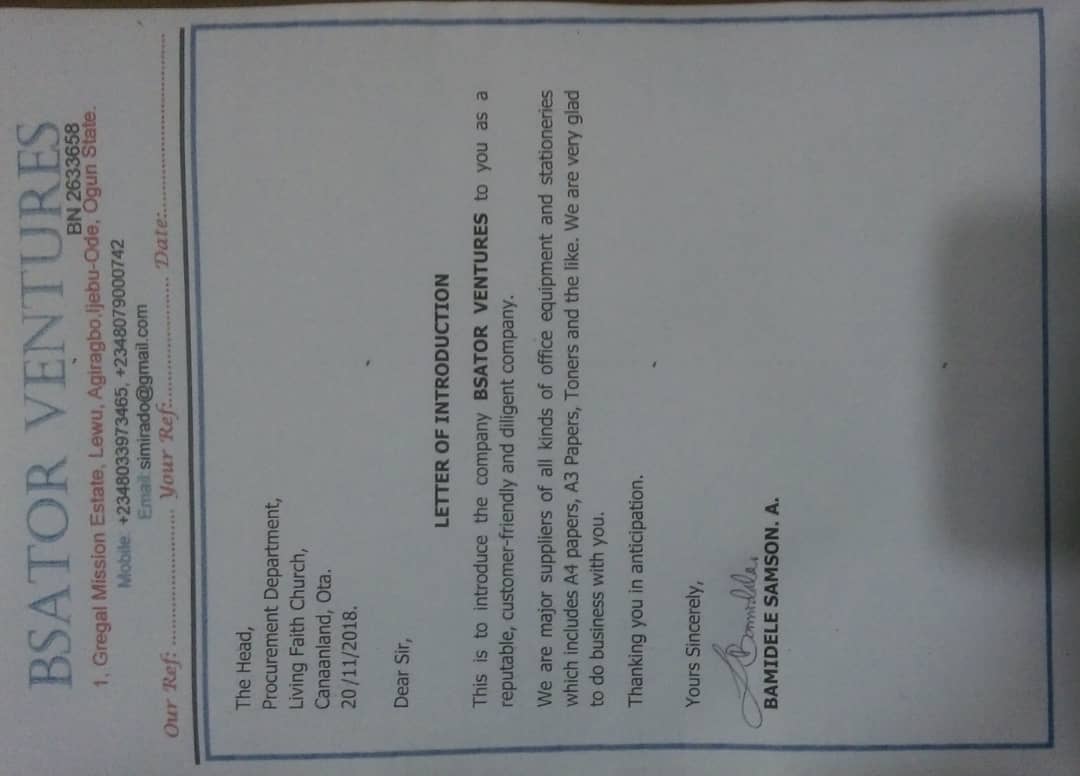 BSATOR VENTURES
BN 2633658
1, Gregal Mission Estate, Lewu, Agiragbo,Ijebu-Ode, Ogun State.
Mobile: +2348033973465, +2348079000742
Email: simirado@gmail.com
Our Ref: .................... Your Ref:.................... Date:....................
The Head,
Procurement Department,
Living Faith Church,
Canaanland, Ota.
20/11/2018.
Dear Sir,
LETTER OF INTRODUCTION
This is to introduce the company BSATOR VENTURES to you as a
reputable, customer-friendly and diligent company.
We are major suppliers of all kinds of office equipment and stationeries
which includes A4 papers, A3 Papers, Toners and the like. We are very glad
to do business with you.
Thanking you in anticipation.
Yours Sincerely,
BAMIDELE SAMSON. A.